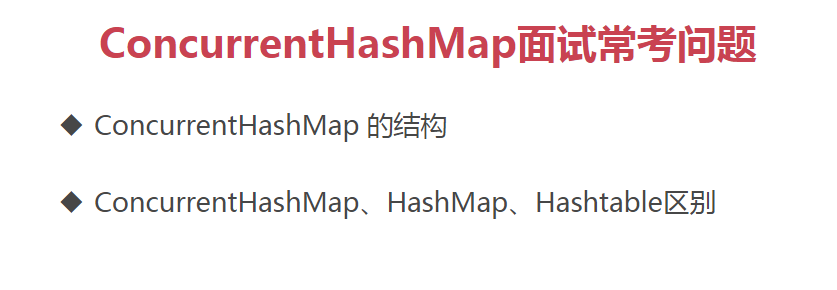 ConcurrentHashMap面试常考问题
◆ ConcurrentHashMap 的结构
◆ ConcurrentHashMap、HashMap、Hashtable区别